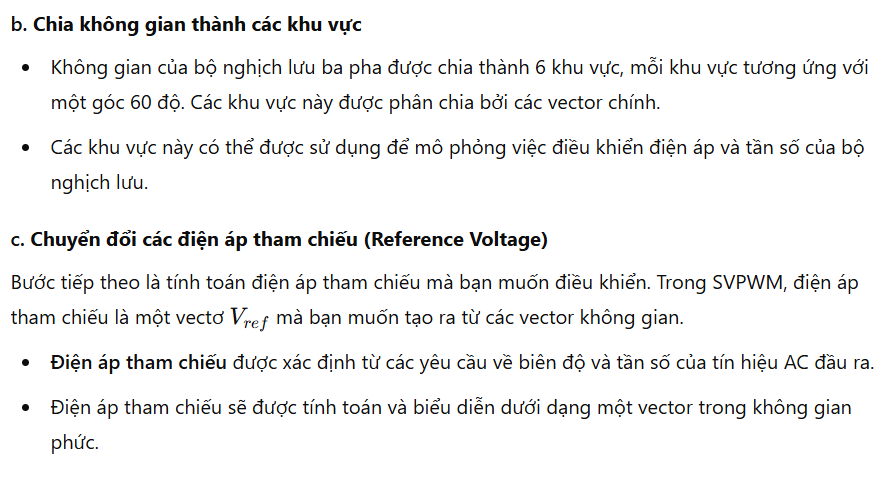 b. Chia không gian thành các khu vực
• Không gian của bộ nghịch lưu ba pha được chia thành 6 khu vực, mỗi khu vực tương ứng với
một góc 60 độ. Các khu vực này được phân chia bởi các vector chính.
• Các khu vực này có thể được sử dụng để mô phỏng việc điều khiển điện áp và tần số của bộ
nghịch lưu.
c. Chuyển đổi các điện áp tham chiếu (Reference Voltage)
Bước tiếp theo là tính toán điện áp tham chiếu mà bạn muốn điều khiển. Trong SVPWM, điện áp
tham chiếu là một vectơ V_{ref} mà bạn muốn tạo ra từ các vector không gian.
• Điện áp tham chiếu được xác định từ các yêu cầu về biên độ và tần số của tín hiệu AC đầu ra.
• Điện áp tham chiếu sẽ được tính toán và biểu diễn dưới dạng một vector trong không gian
phức.